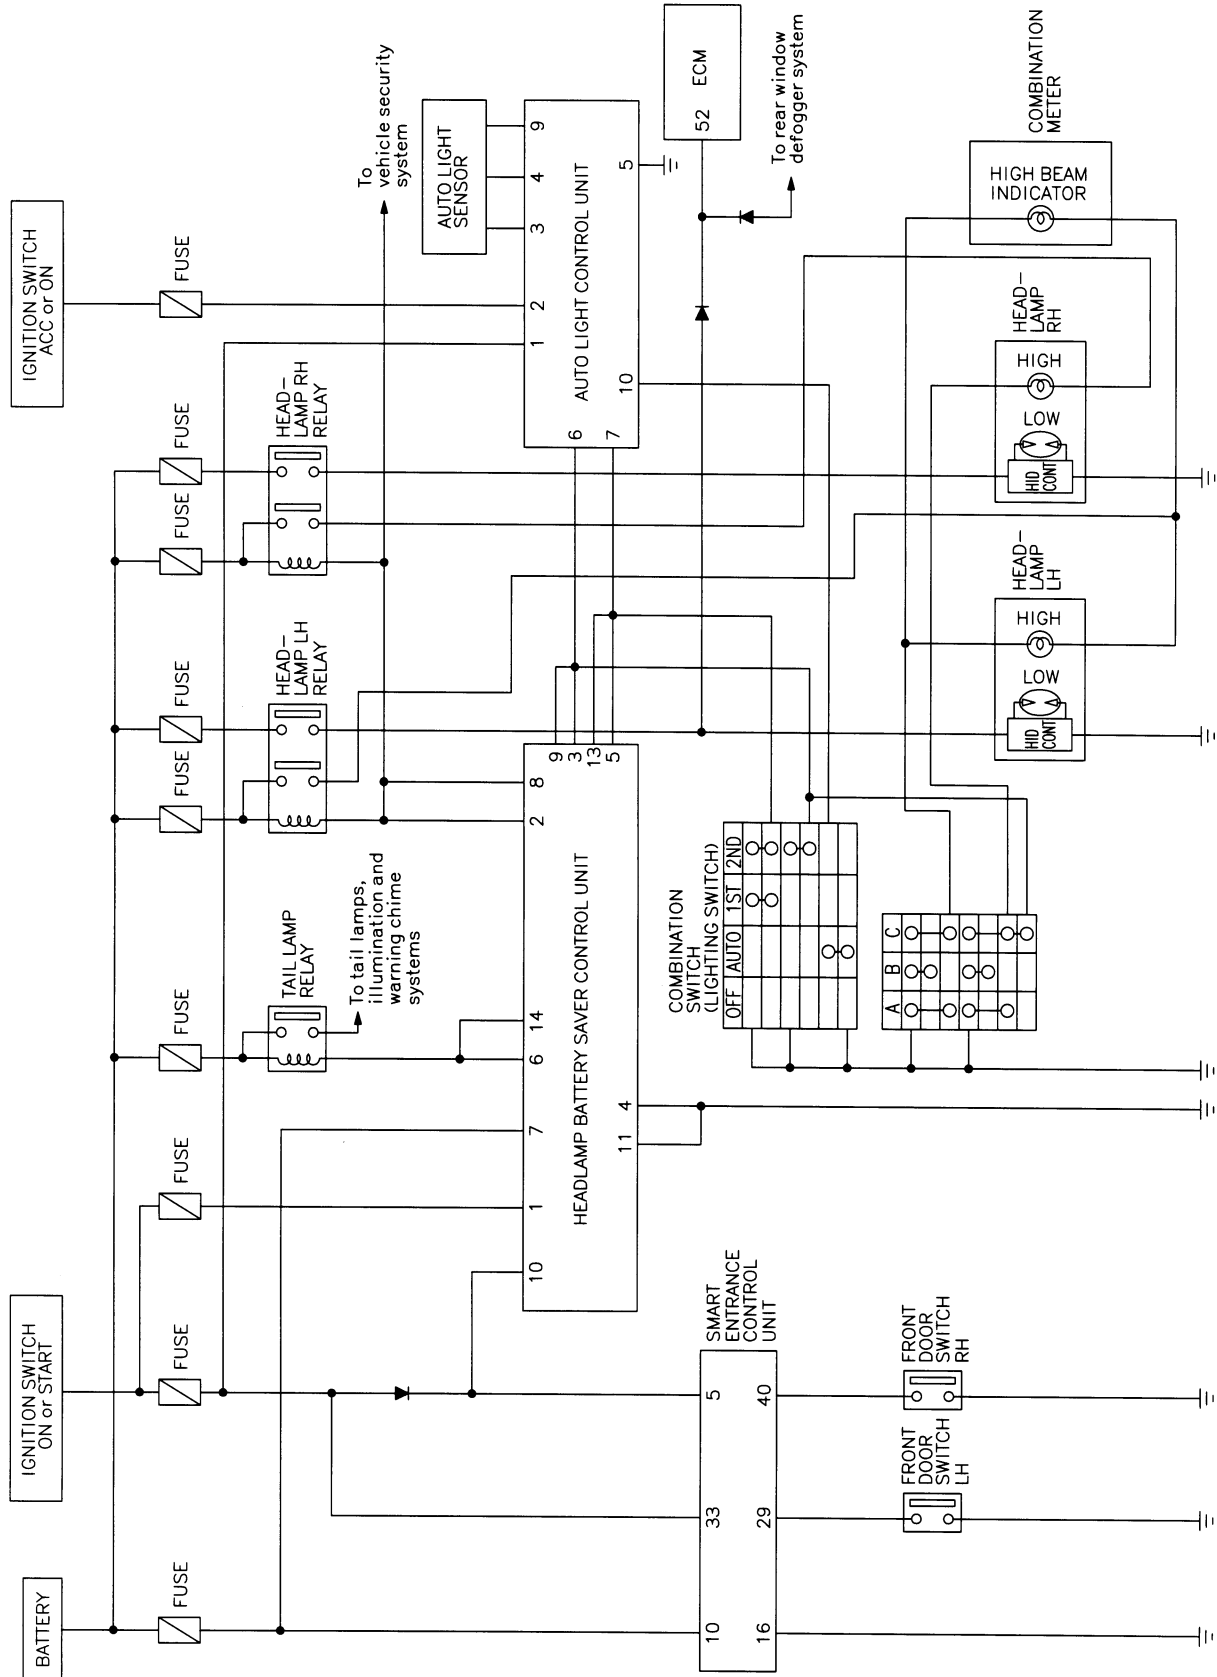 BATTERY
IGNITION SWITCH
ON or START
IGNITION SWITCH
ACC or ON
FUSE
FUSE
FUSE
FUSE
FUSE
FUSE
FUSE
FUSE
FUSE
TAIL LAMP
RELAY
To tail lamps,
illumination and
warning chime
systems
HEAD-
LAMP LH
RELAY
HEAD-
LAMP RH
RELAY
To
vehicle security
system
10
1
7
6
14
2
8
9
3
13
5
HEADLAMP BATTERY SAVER CONTROL UNIT
11
4
AUTO LIGHT
SENSOR
1
2
3
4
9
6
7
AUTO LIGHT CONTROL UNIT
10
5
52
ECM
To rear window
defogger system
SMART
ENTRANCE
CONTROL
UNIT
10
33
5
16
29
40
FRONT
DOOR
SWITCH
LH
FRONT
DOOR
SWITCH
RH
COMBINATION
SWITCH
(LIGHTING SWITCH)
OFF
AUTO
1ST
2ND
A
B
C
HEAD-
LAMP
LH
HIGH
LOW
HID
CONT
HEAD-
LAMP
RH
HIGH
LOW
HID
CONT
COMBINATION
METER
HIGH BEAM
INDICATOR